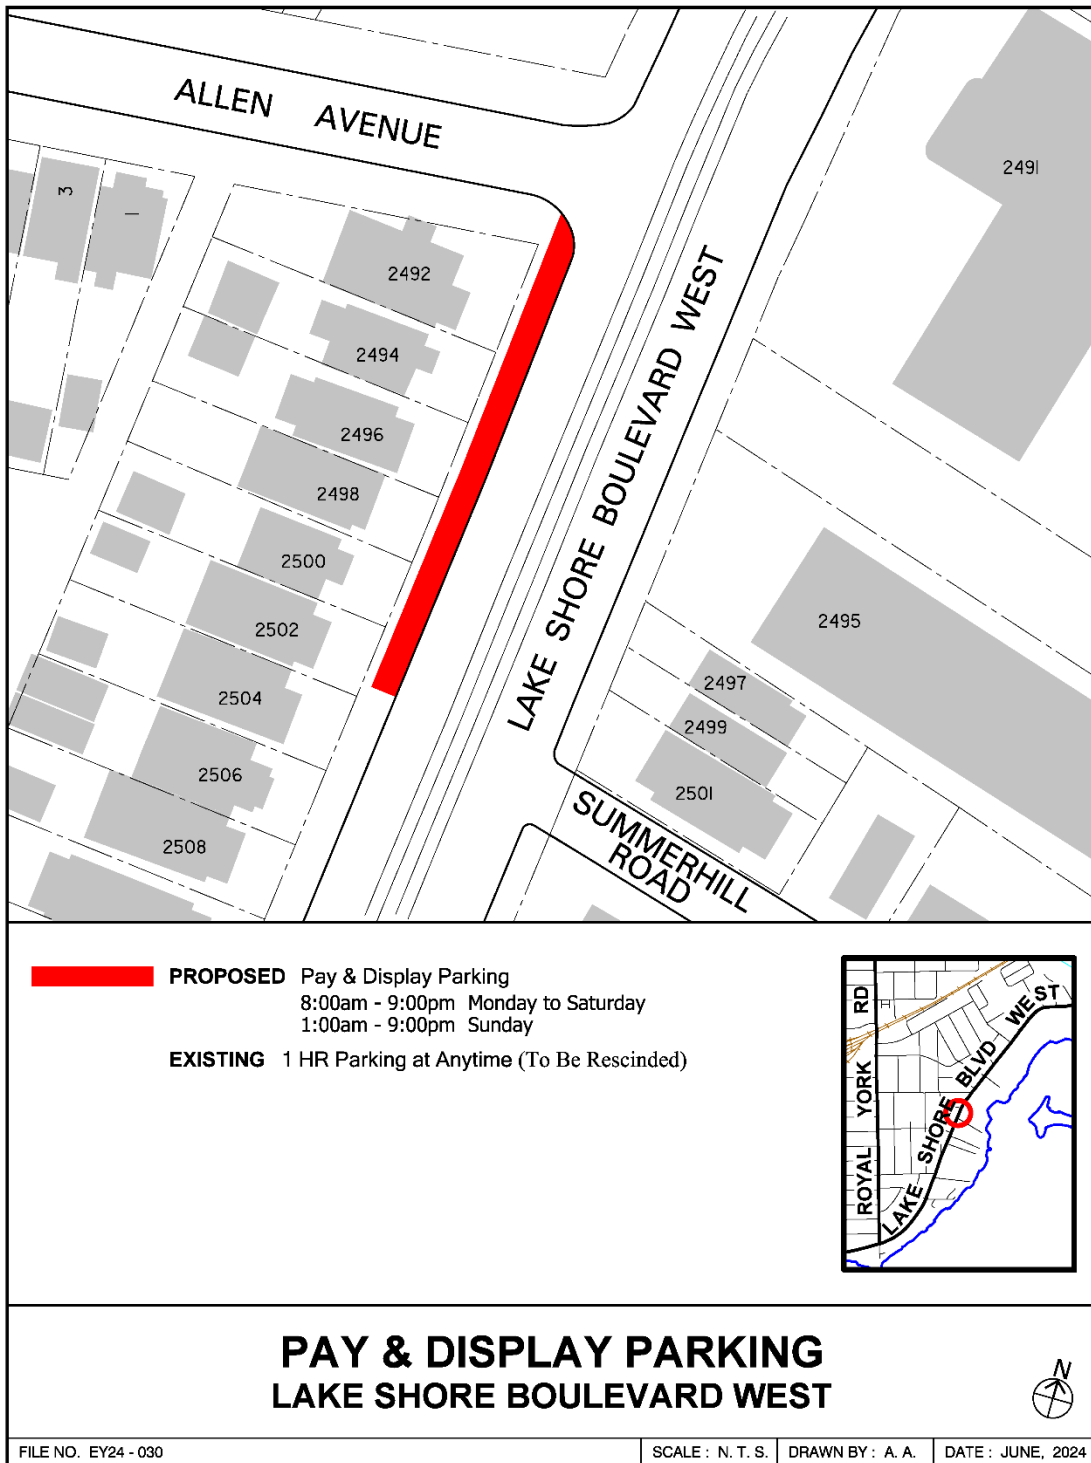 ALLEN AVENUE
3
1
2491
2492
2494
2496
2498
2500
2502
2504
2506
2508
LAKE SHORE BOULEVARD WEST
2495
2497
2499
2501
SUMMERHILL
ROAD
PROPOSED Pay & Display Parking
8:00am - 9:00pm Monday to Saturday
1:00am - 9:00pm Sunday
EXISTING 1 HR Parking at Anytime (To Be Rescinded)
ROYAL YORK RD
LAKE SHORE BLVD WEST
PAY & DISPLAY PARKING
LAKE SHORE BOULEVARD WEST
N
FILE NO. EY24 - 030
SCALE : N. T. S.
DRAWN BY : A. A.
DATE : JUNE, 2024